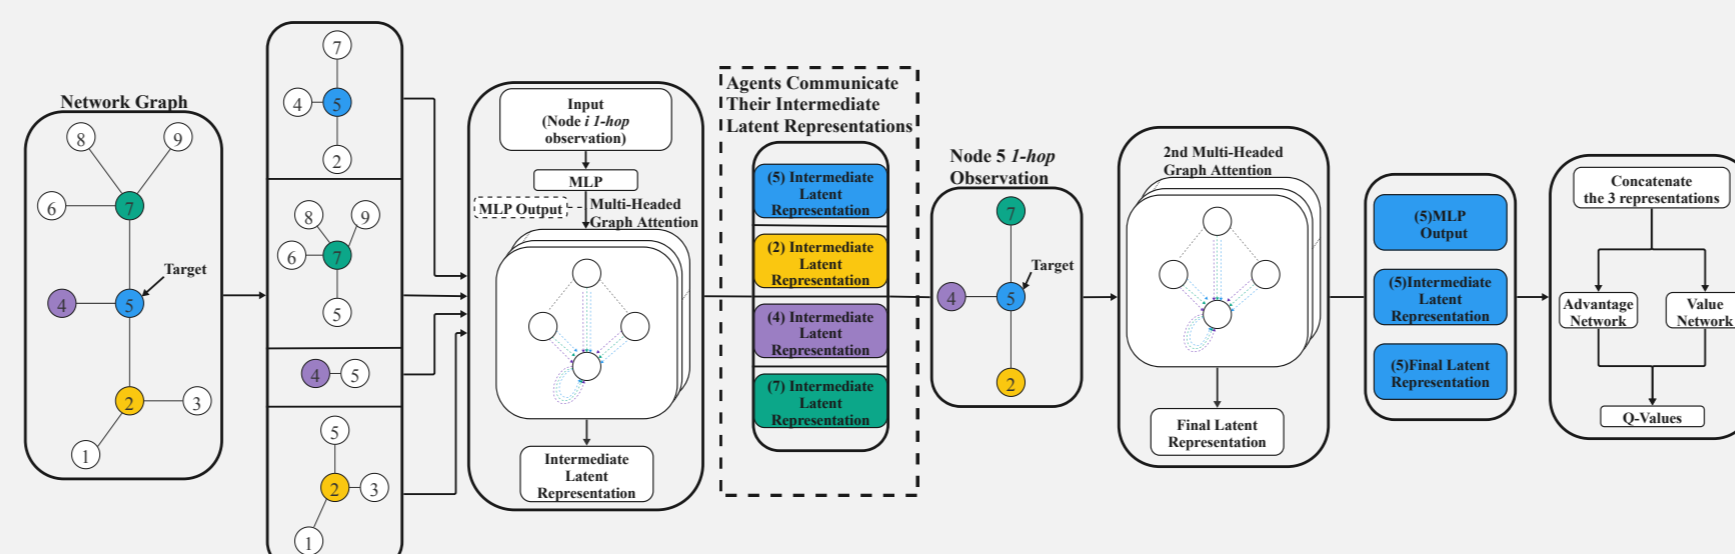 Network Graph
8
9
6
7
Target
4
5
2
3
1
7
4
5
2
8
9
6
7
5
4
5
5
2
3
1
Input
(Node i 1-hop
observation)
MLP
MLP Output
Multi-Headed
Graph Attention
Intermediate
Latent
Representation
Agents Communicate
Their Intermediate
Latent Representations
(5) Intermediate
Latent
Representation
(2) Intermediate
Latent
Representation
(4) Intermediate
Latent
Representation
(7) Intermediate
Latent
Representation
Node 5 1-hop
Observation
7
Target
4
5
2
2nd Multi-Headed
Graph Attention
Final Latent
Representation
(5)MLP
Output
(5)Intermediate
Latent
Representation
(5)Final Latent
Representation
Concatenate
the 3 representations
Advantage
Network
Value
Network
Q-Values